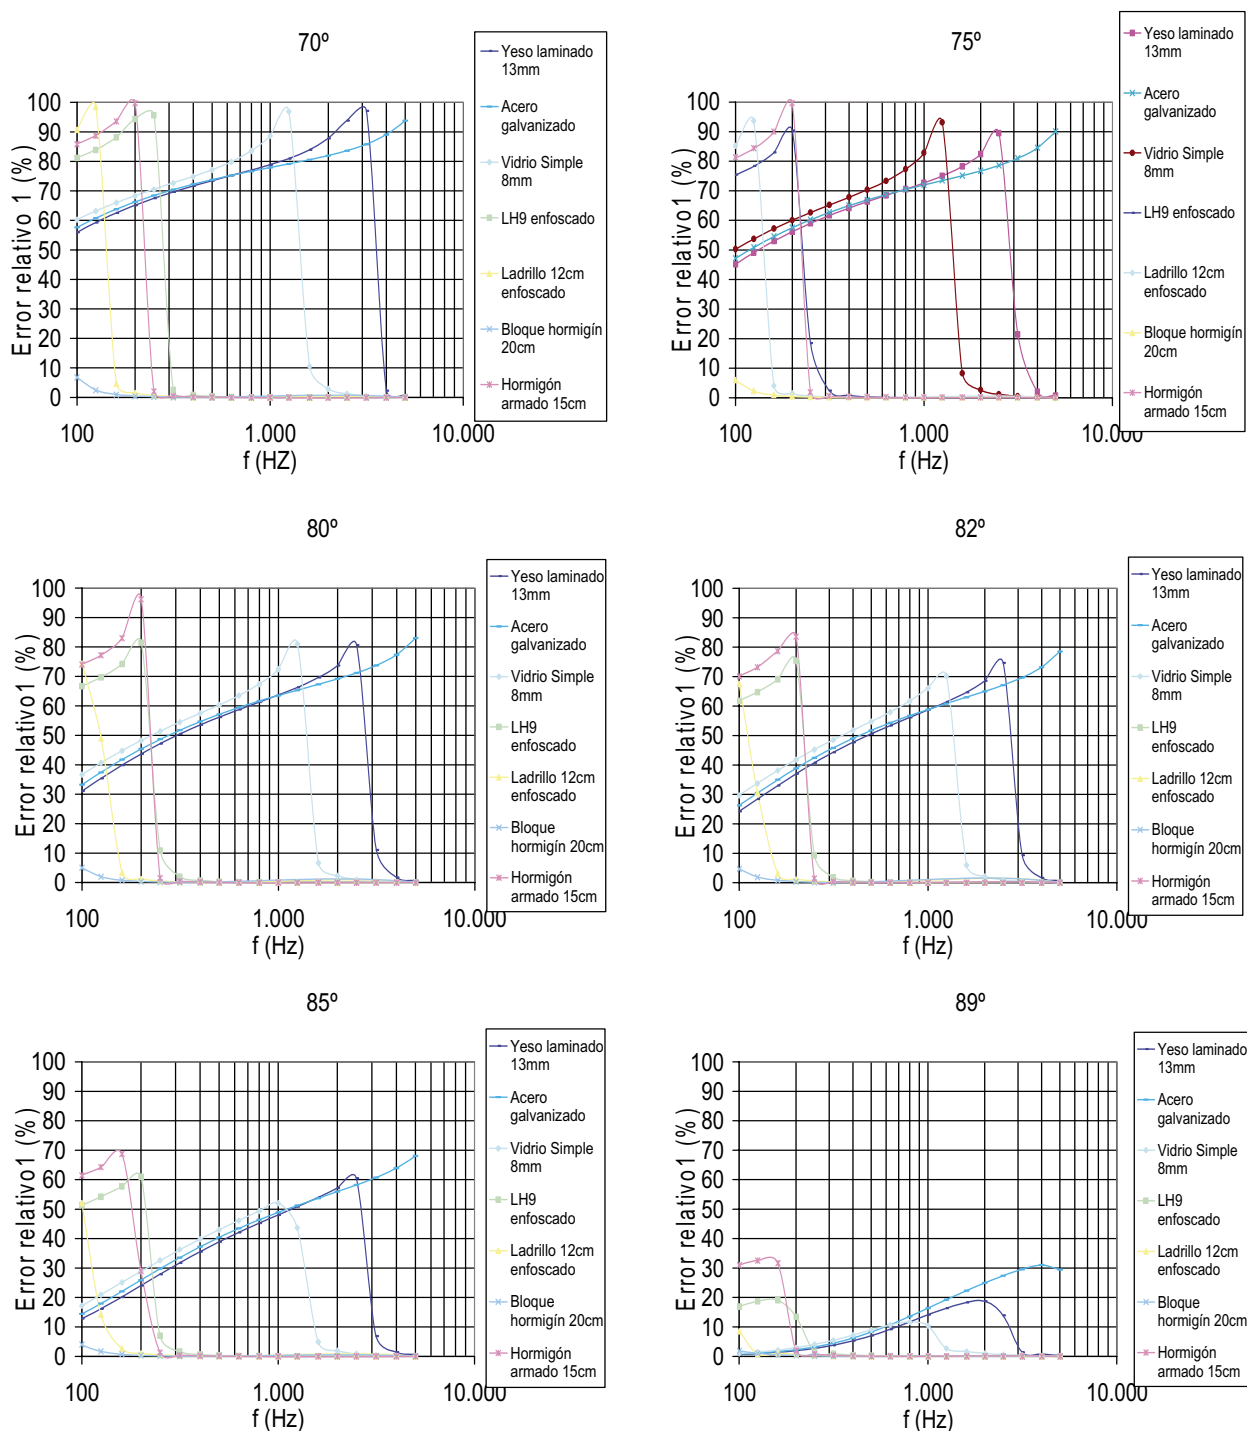 70º
Error relativo 1 (%)
100
90
80
70
60
50
40
30
20
10
0
100
1.000
10.000
f (HZ)
Yeso laminado
13mm
Acero
galvanizado
Vidrio Simple
8mm
LH9 enfoscado
Ladrillo 12cm
enfoscado
Bloque hormigín
20cm
Hormigón
armado 15cm
75º
Error relativo1 (%)
100
90
80
70
60
50
40
30
20
10
0
100
1.000
10.000
f (Hz)
Yeso laminado
13mm
Acero
galvanizado
Vidrio Simple
8mm
LH9 enfoscado
Ladrillo 12cm
enfoscado
Bloque hormigín
20cm
Hormigón
armado 15cm
80º
Error relativo1 (%)
100
90
80
70
60
50
40
30
20
10
0
100
1.000
10.000
f (Hz)
Yeso laminado
13mm
Acero
galvanizado
Vidrio Simple
8mm
LH9
enfoscado
Ladrillo 12cm
enfoscado
Bloque
hormigín 20cm
Hormigón
armado 15cm
82º
Error relativo1 (%)
100
90
80
70
60
50
40
30
20
10
0
100
1.000
10.000
f (Hz)
Yeso laminado
13mm
Acero
galvanizado
Vidrio Simple
8mm
LH9
enfoscado
Ladrillo 12cm
enfoscado
Bloque
hormigín 20cm
Hormigón
armado 15cm
85º
Error relativo1 (%)
100
90
80
70
60
50
40
30
20
10
0
100
1.000
10.000
f (Hz)
Yeso laminado
13mm
Acero
galvanizado
Vidrio Simple
8mm
LH9
enfoscado
Ladrillo 12cm
enfoscado
Bloque
hormigín 20cm
Hormigón
armado 15cm
89º
Error relativo1 (%)
100
90
80
70
60
50
40
30
20
10
0
100
1.000
10.000
f (Hz)
Yeso laminado
13mm
Acero
galvanizado
Vidrio Simple
8mm
LH9
enfoscado
Ladrillo 12cm
enfoscado
Bloque
hormigín 20cm
Hormigón
armado 15cm